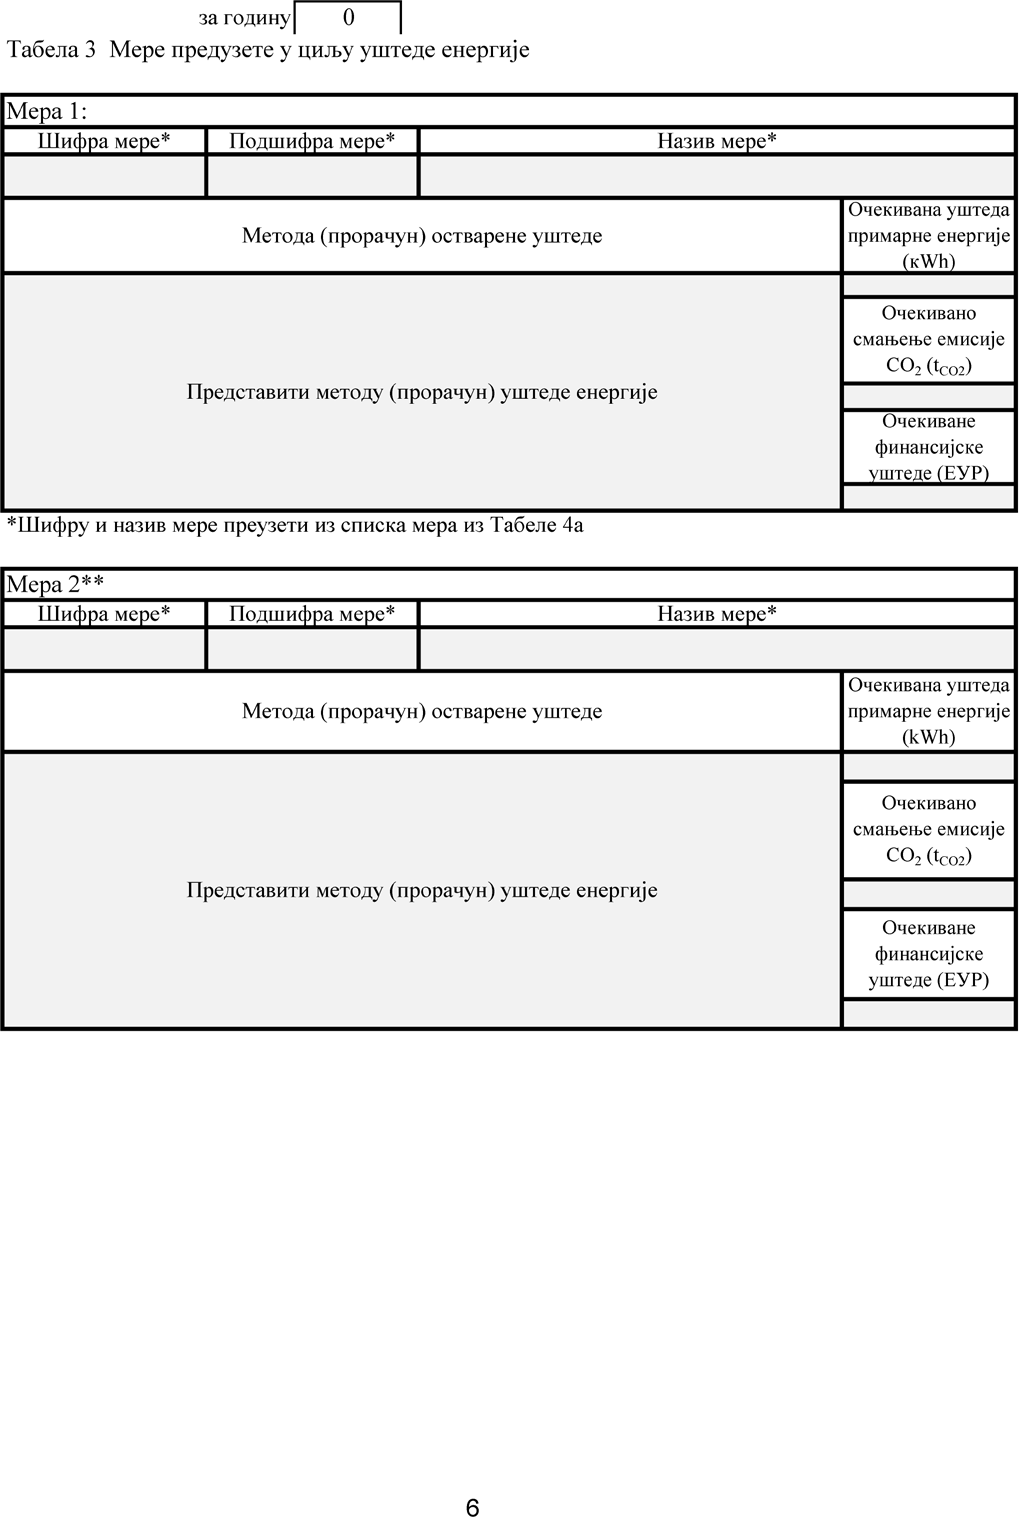 за годину 0
Табела 3 Мере предузете у циљу уштеде енергије
Мера 1:
Шифра мере* Подшифра мере* Назив мере*
Метода (прорачун) остварене уштеде
Очекивана уштеда
примарне енергије
(кWh)
Представити методу (прорачун) уштеде енергије
Очекивано
смањење емисије
CO₂ (tCO2)
Очекиване
финансијске
уштеде (ЕУР)
*Шифру и назив мере преузети из списка мера из Табеле 4а
Мера 2**
Шифра мере* Подшифра мере* Назив мере*
Метода (прорачун) остварене уштеде
Очекивана уштеда
примарне енергије
(kWh)
Представити методу (прорачун) уштеде енергије
Очекивано
смањење емисије
CO₂ (tCO2)
Очекиване
финансијске
уштеде (ЕУР)
6